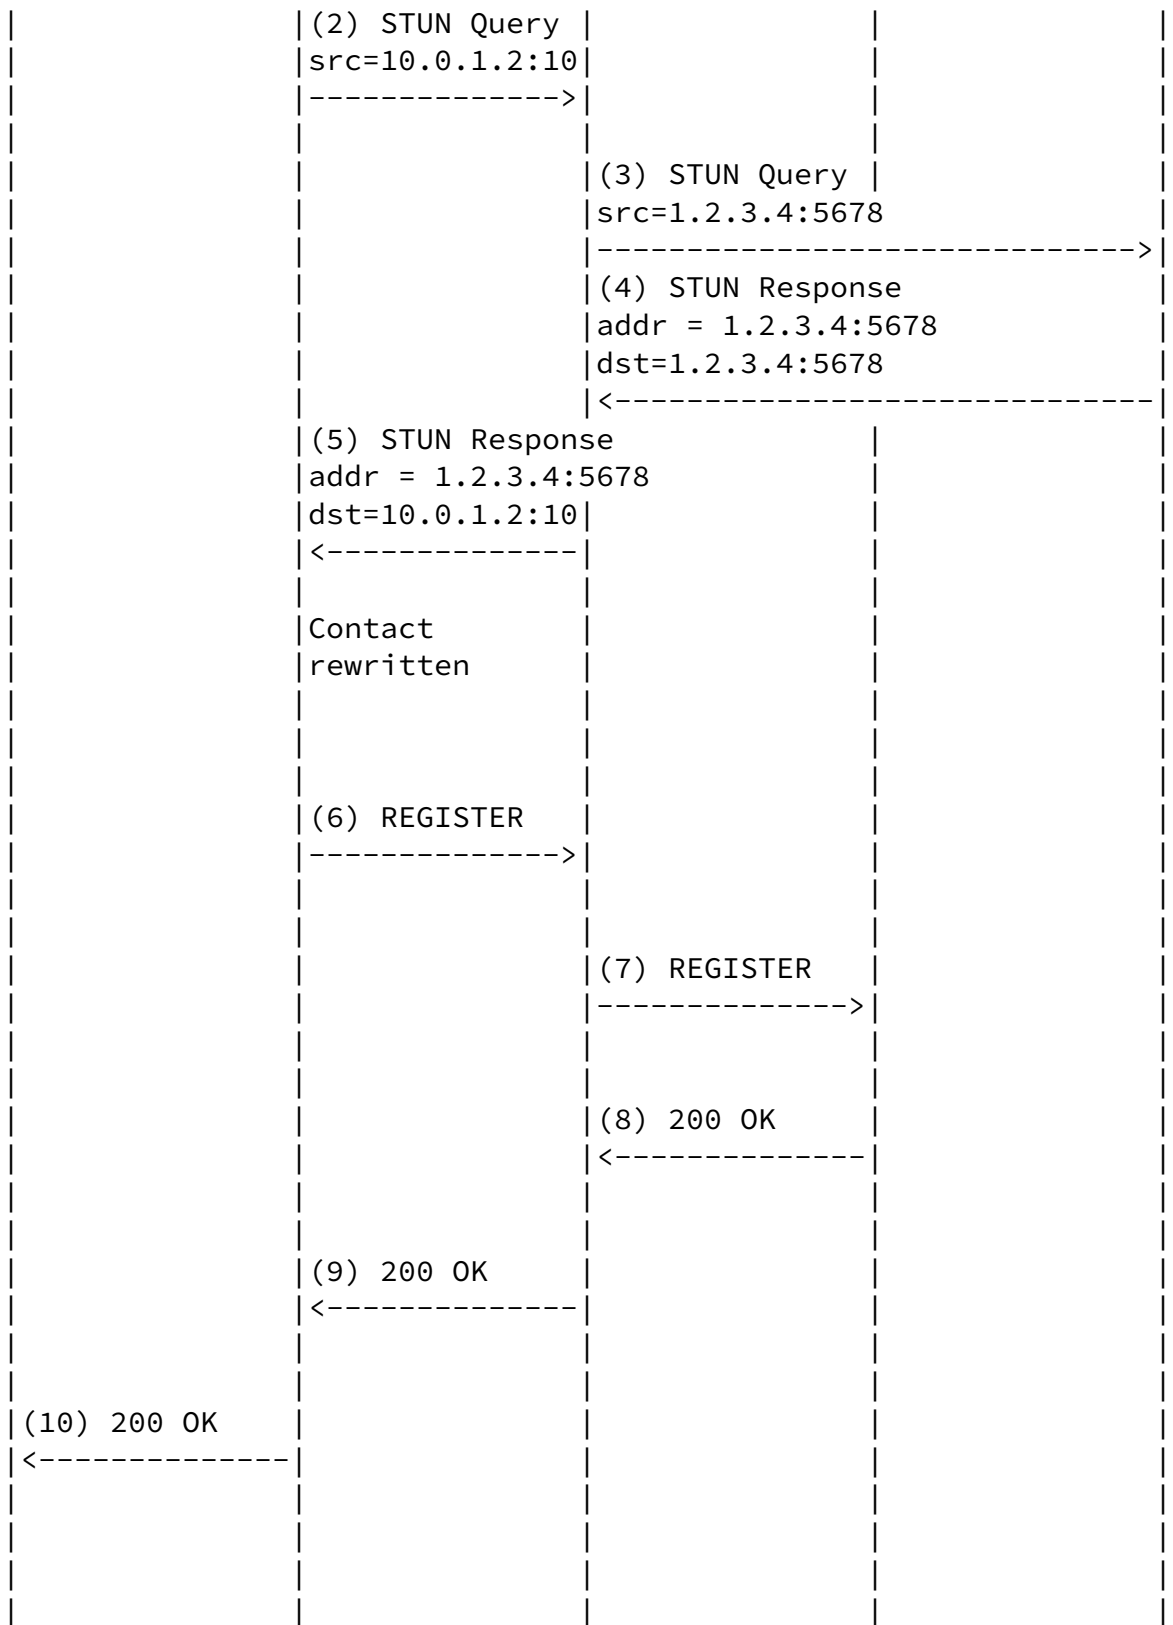 (2) STUN Query
src=10.0.1.2:10
-------------->
(3) STUN Query
src=1.2.3.4:5678
------------------------------>
(4) STUN Response
addr = 1.2.3.4:5678
dst=1.2.3.4:5678
<------------------------------
(5) STUN Response
addr = 1.2.3.4:5678
dst=10.0.1.2:10
<--------------
Contact
rewritten
(6) REGISTER
-------------->
(7) REGISTER
-------------->
(8) 200 OK
<--------------
(9) 200 OK
<--------------
(10) 200 OK
<--------------